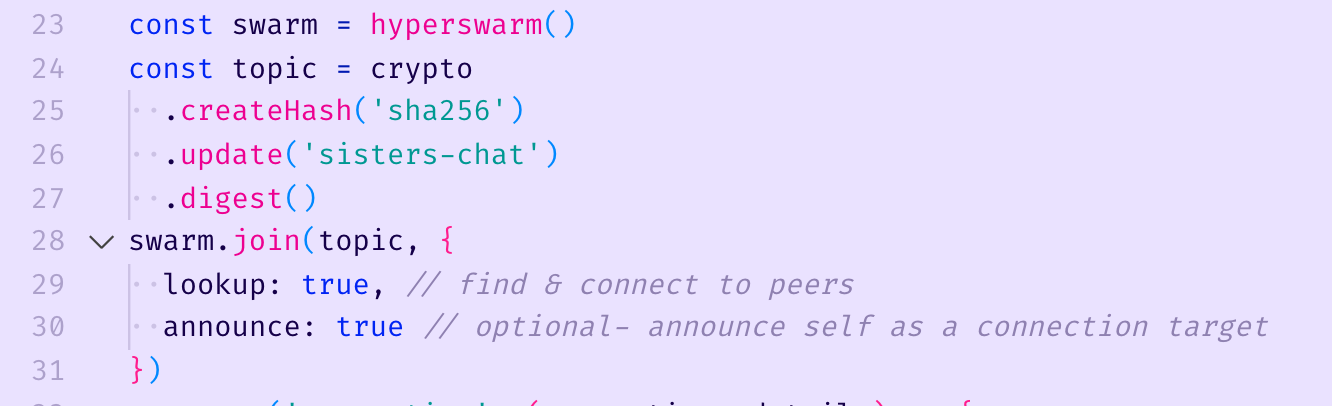 23 const swarm = hyperswarm()
24 const topic = crypto
25 ··.createHash('sha256')
26 ··.update('sisters-chat')
27 ··.digest()
28 swarm.join(topic, {
29 ··lookup: true, // find & connect to peers
30 ··announce: true // optional- announce self as a connection target
31 })